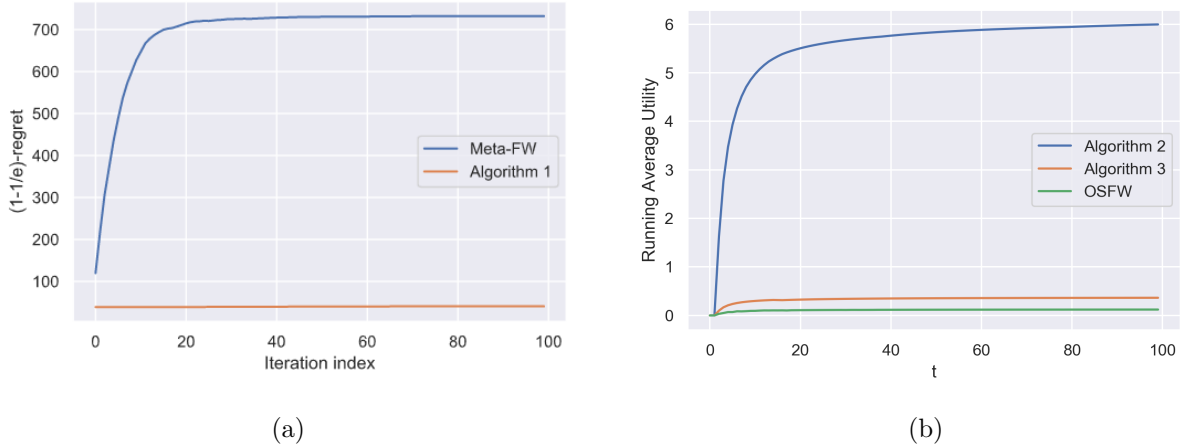 700
600
500
400
300
200
100
(1-1/e)-regret
Meta-FW
Algorithm 1
0 20 40 60 80 100
Iteration index
(a)
6
5
4
3
2
1
0
Running Average Utility
Algorithm 2
Algorithm 3
OSFW
0 20 40 60 80 100
t
(b)